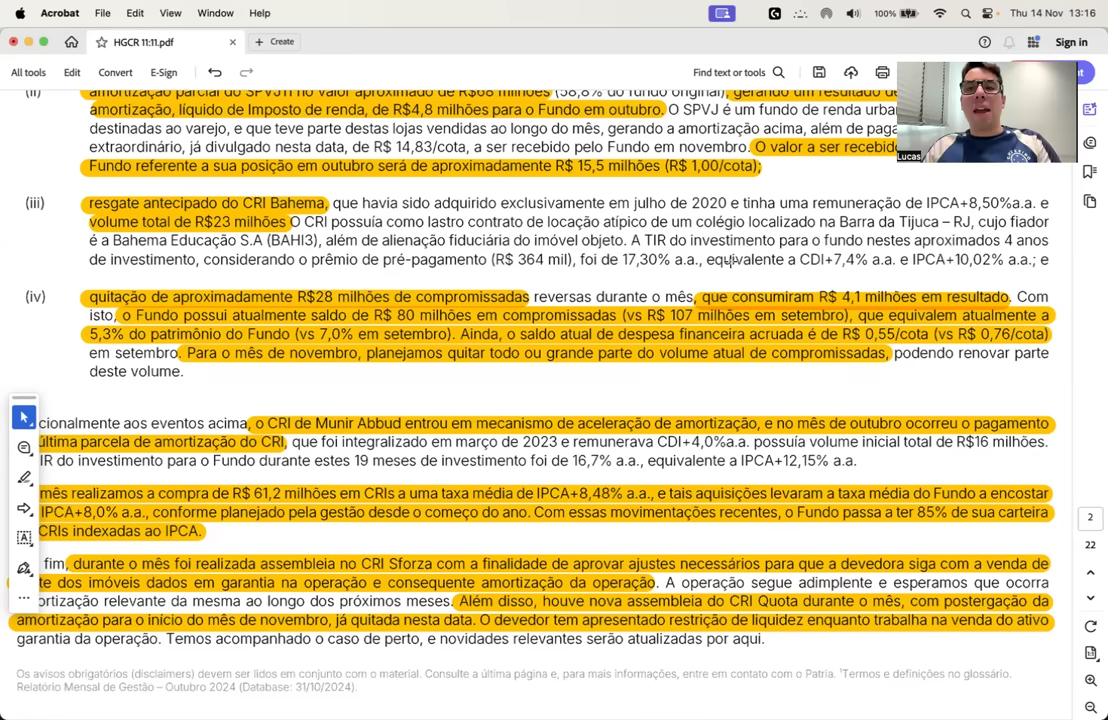 Acrobat File Edit View Window Help 100% Thu 14 Nov 13:16
HGCR 11:11.pdf + Create Sign in
All tools Edit Convert E-Sign Find text or tools
(ii) amortização parcial do SPVJ11 no valor aproximado de R$68 milhões (58,8% do fundo original), gerando um resultado de
amortização, líquido de Imposto de renda, de R$4,8 milhões para o Fundo em outubro. O SPVJ é um fundo de renda
destinadas ao varejo, e que teve parte destas lojas vendidas ao longo do mês, gerando a amortização acima, além de
extraordinário, já divulgado nesta data, de R$ 14,83/cota, a ser recebido pelo Fundo em novembro. O valor a ser
Fundo referente a sua posição em outubro será de aproximadamente R$ 15,5 milhões (R$ 1,00/cota);
(iii) resgate antecipado do CRI Bahema, que havia sido adquirido exclusivamente em julho de 2020 e tinha uma remuneração de IPCA+8,50%a.a. e
volume total de R$23 milhões O CRI possuía como lastro contrato de locação atípico de um colégio localizado na Barra da Tijuca – RJ, cujo fiador
é a Bahema Educação S.A (BAHI3), além de alienação fiduciária do imóvel objeto. A TIR do investimento para o fundo nestes aproximados 4 anos
de investimento, considerando o prêmio de pré-pagamento (R$ 364 mil), foi de 17,30% a.a., equivalente a CDI+7,4% a.a. e IPCA+10,02% a.a.; e
(iv) quitação de aproximadamente R$28 milhões de compromissadas reversas durante o mês, que consumiram R$ 4,1 milhões em resultado. Com
isto, o Fundo possui atualmente saldo de R$ 80 milhões em compromissadas (vs R$ 107 milhões em setembro), que equivalem atualmente a
5,3% do patrimônio do Fundo (vs 7,0% em setembro). Ainda, o saldo atual de despesa financeira acruada é de R$ 0,55/cota (vs R$ 0,76/cota)
em setembro. Para o mês de novembro, planejamos quitar todo ou grande parte do volume atual de compromissadas, podendo renovar parte
deste volume.
cionalmente aos eventos acima, o CRI de Munir Abbud entrou em mecanismo de aceleração de amortização, e no mês de outubro ocorreu o pagamento
última parcela de amortização do CRI, que foi integralizado em março de 2023 e remunerava CDI+4,0%a.a. possuía volume inicial total de R$16 milhões.
IR do investimento para o Fundo durante estes 19 meses de investimento foi de 16,7% a.a., equivalente a IPCA+12,15% a.a.
mês realizamos a compra de R$ 61,2 milhões em CRIs a uma taxa média de IPCA+8,48% a.a., e tais aquisições levaram a taxa média do Fundo a encostar
IPCA+8,0% a.a., conforme planejado pela gestão desde o começo do ano. Com essas movimentações recentes, o Fundo passa a ter 85% de sua carteira
CRIs indexadas ao IPCA.
fim, durante o mês foi realizada assembleia no CRI Sforza com a finalidade de aprovar ajustes necessários para que a devedora siga com a venda de
te dos imóveis dados em garantia na operação e consequente amortização da operação. A operação segue adimplente e esperamos que ocorra
ortização relevante da mesma ao longo dos próximos meses. Além disso, houve nova assembleia do CRI Quota durante o mês, com postergação da
amortização para o início do mês de novembro, já quitada nesta data. O devedor tem apresentado restrição de liquidez enquanto trabalha na venda do ativo
garantia da operação. Temos acompanhado o caso de perto, e novidades relevantes serão atualizadas por aqui.
Os avisos obrigatórios (disclaimers) devem ser lidos em conjunto com o material. Consulte a última página e, para mais informações, entre em contato com o Patria. ¹Termos e definições no glossário.
Relatório Mensal de Gestão – Outubro 2024 (Database: 31/10/2024).
Lucas
2
22